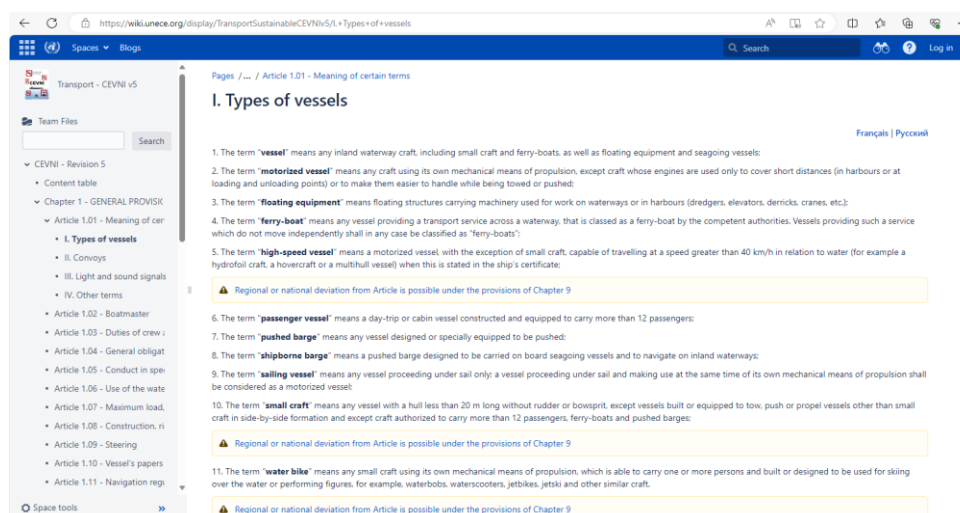 https://wiki.unece.org/display/TransportSustainableCEVNIv5/I.+Types+of+vessels
Spaces Blogs
Search
Log in
Transport - CEVNI v5
Team Files
Search
CEVNI - Revision 5
Content table
Chapter 1 - GENERAL PROVISIO
Article 1.01 - Meaning of cer
I. Types of vessels
II. Convoys
III. Light and sound signals
IV. Other terms
Article 1.02 - Boatmaster
Article 1.03 - Duties of crew
Article 1.04 - General obligat
Article 1.05 - Conduct in spe
Article 1.06 - Use of the wate
Article 1.07 - Maximum load,
Article 1.08 - Construction, ri
Article 1.09 - Steering
Article 1.10 - Vessel's papers
Article 1.11 - Navigation regu
Space tools
Pages /... / Article 1.01 - Meaning of certain terms
I. Types of vessels
Français | Русский
1. The term "vessel" means any inland waterway craft, including small craft and ferry-boats, as well as floating equipment and seagoing vessels;
2. The term "motorized vessel" means any craft using its own mechanical means of propulsion, except craft whose engines are used only to cover short distances (in harbours or at
loading and unloading points) or to make them easier to handle while being towed or pushed;
3. The term "floating equipment" means floating structures carrying machinery used for work on waterways or in harbours (dredgers, elevators, derricks, cranes, etc.);
4. The term "ferry-boat" means any vessel providing a transport service across a waterway, that is classed as a ferry-boat by the competent authorities. Vessels providing such a service
which do not move independently shall in any case be classified as "ferry-boats":
5. The term "high-speed vessel" means a motorized vessel, with the exception of small craft, capable of travelling at a speed greater than 40 km/h in relation to water (for example a
hydrofoil craft, a hovercraft or a multihull vessel) when this is stated in the ship's certificate;
Regional or national deviation from Article is possible under the provisions of Chapter 9
6. The term "passenger vessel" means a day-trip or cabin vessel constructed and equipped to carry more than 12 passengers;
7. The term "pushed barge" means any vessel designed or specially equipped to be pushed;
8. The term "shipborne barge" means a pushed barge designed to be carried on board seagoing vessels and to navigate on inland waterways;
9. The term "sailing vessel" means any vessel proceeding under sail only; a vessel proceeding under sail and making use at the same time of its own mechanical means of propulsion shall
be considered as a motorized vessel;
10. The term "small craft" means any vessel with a hull less than 20 m long without rudder or bowsprit, except vessels built or equipped to tow, push or propel vessels other than small
craft in side-by-side formation and except craft authorized to carry more than 12 passengers, ferry-boats and pushed barges;
Regional or national deviation from Article is possible under the provisions of Chapter 9
11. The term "water bike" means any small craft using its own mechanical means of propulsion, which is able to carry one or more persons and built or designed to be used for skiing
over the water or performing figures, for example, waterbobs, waterscooters, jetbikes, jetski and other similar craft.
Regional or national deviation from Article is possible under the provisions of Chapter 9